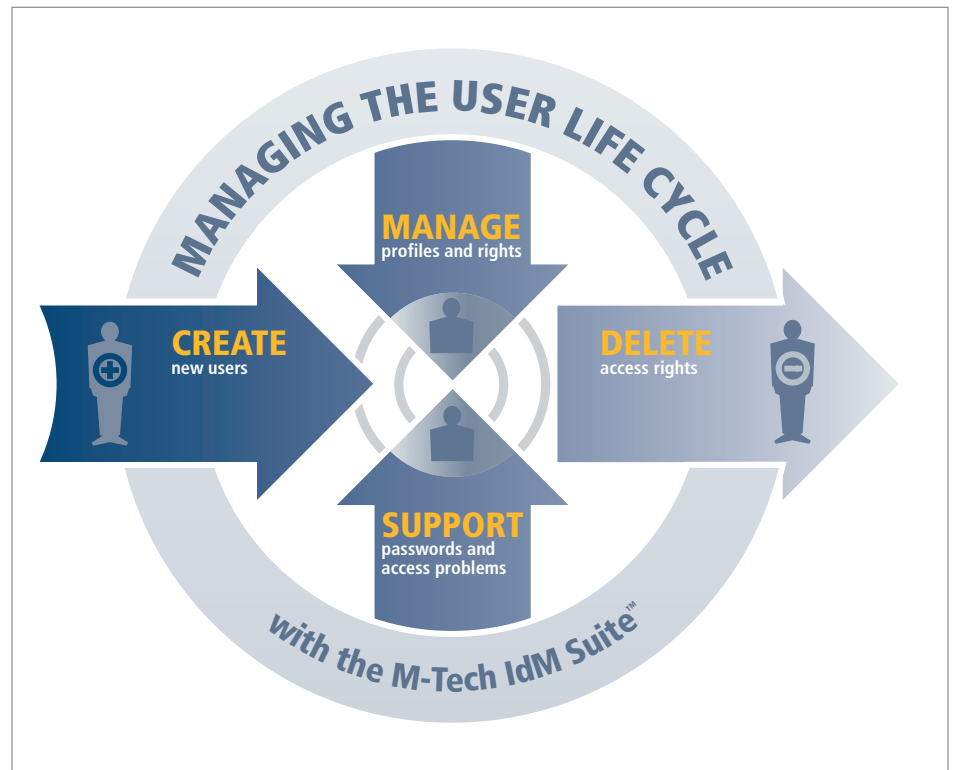 MANAGING THE USER LIFE CYCLE
MANAGE
profiles and rights
CREATE
new users
DELETE
access rights
SUPPORT
passwords and
access problems
with the M-Tech IdM Suite™